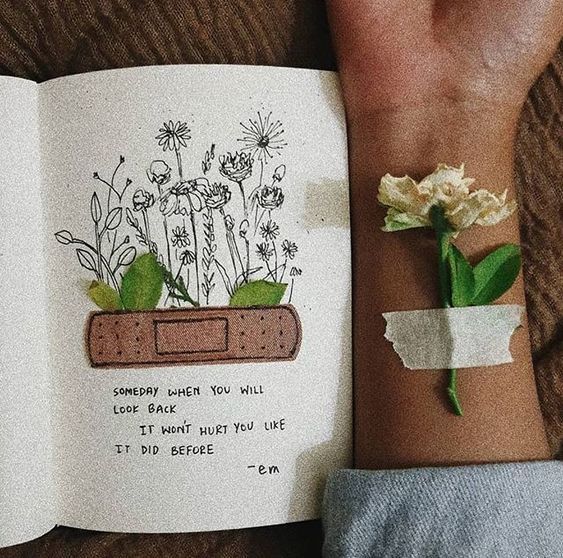 SOMEDAY WHEN YOU WILL
LOOK BACK
IT WON'T HURT YOU LIKE
IT DID BEFORE
-em